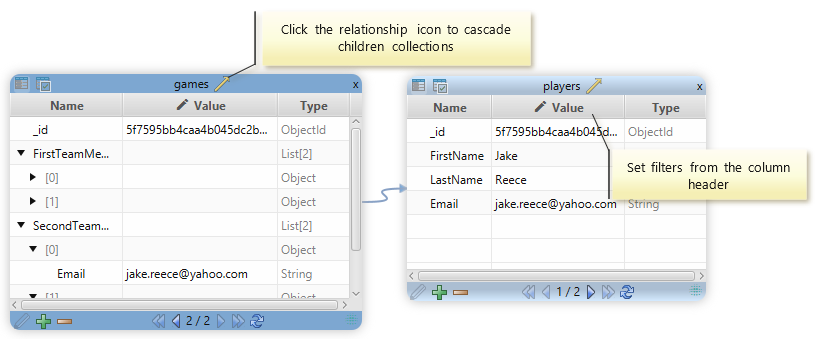 Click the relationship icon to cascade
children collections
games
x
Name Value Type
_id 5f7595bb4caa4b045dc2b... ObjectId
FirstTeamMe... List[2]
[0] Object
[1] Object
SecondTeam... List[2]
[0] Object
Email jake.reece@yahoo.com String
[1] Object
2 / 2
players
x
Name Value Type
_id 5f7595bb4caa4b045d... ObjectId
FirstName Jake
LastName Reece
Email jake.reece@yahoo.com String
1 / 2
Set filters from the column
header